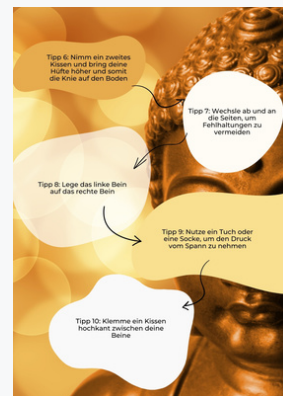 Tipp 6: Nimm ein zweites
Kissen und bring deine
Hüfte höher und somit
die Knie auf den Boden
Tipp 7: Wechsle ab und an
die Seiten, um
Fehlhaltungen zu
vermeiden
Tipp 8: Lege das linke Bein
auf das rechte Bein
Tipp 9: Nutze ein Tuch oder
eine Socke, um den Druck
vom Spann zu nehmen
Tipp 10: Klemme ein Kissen
hochkant zwischen deine
Beine